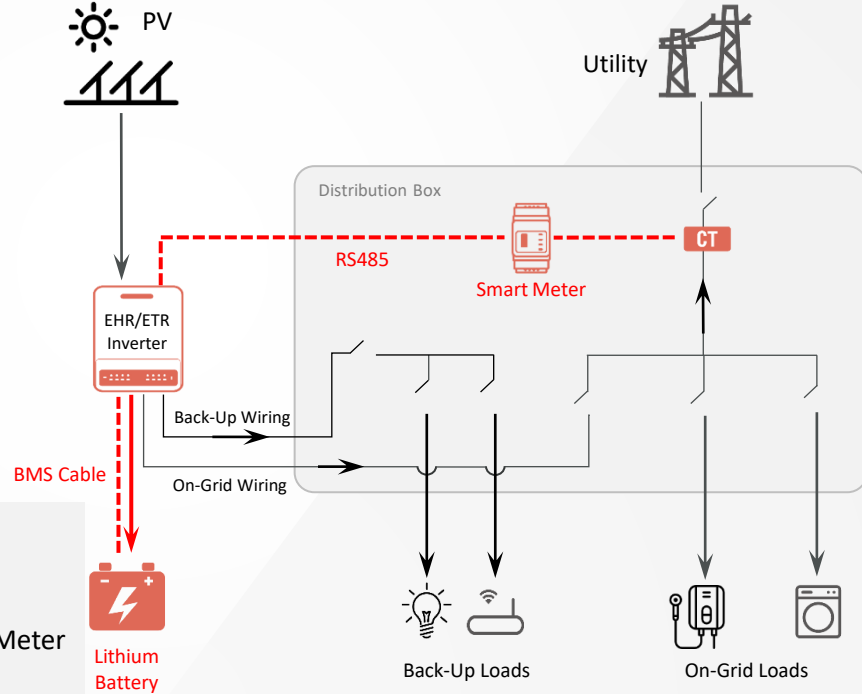 PV
Utility
Distribution Box
CT
RS485
Smart Meter
EHR/ETR
Inverter
Back-Up Wiring
BMS Cable
On-Grid Wiring
Meter
Lithium
Battery
Back-Up Loads
On-Grid Loads